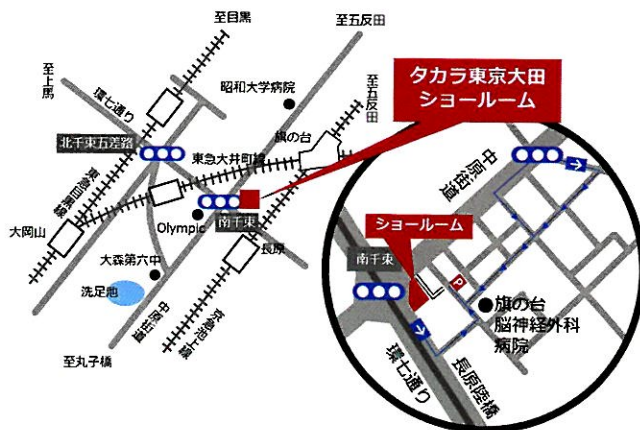 至目黒
至五反田
至上馬
環七通り
昭和大学病院
至五反田
タカラ東京大田
ショールーム
北千束五差路
旗の台
東急大井町線
東急目黒線
Olympic
南千束
大岡山
長原
大森第六中
洗足池
中原街道
京急池上線
至丸子橋
中原街道
ショールーム
南千束
P
旗の台
脳神経外科
病院
環七通り
長原陸橋